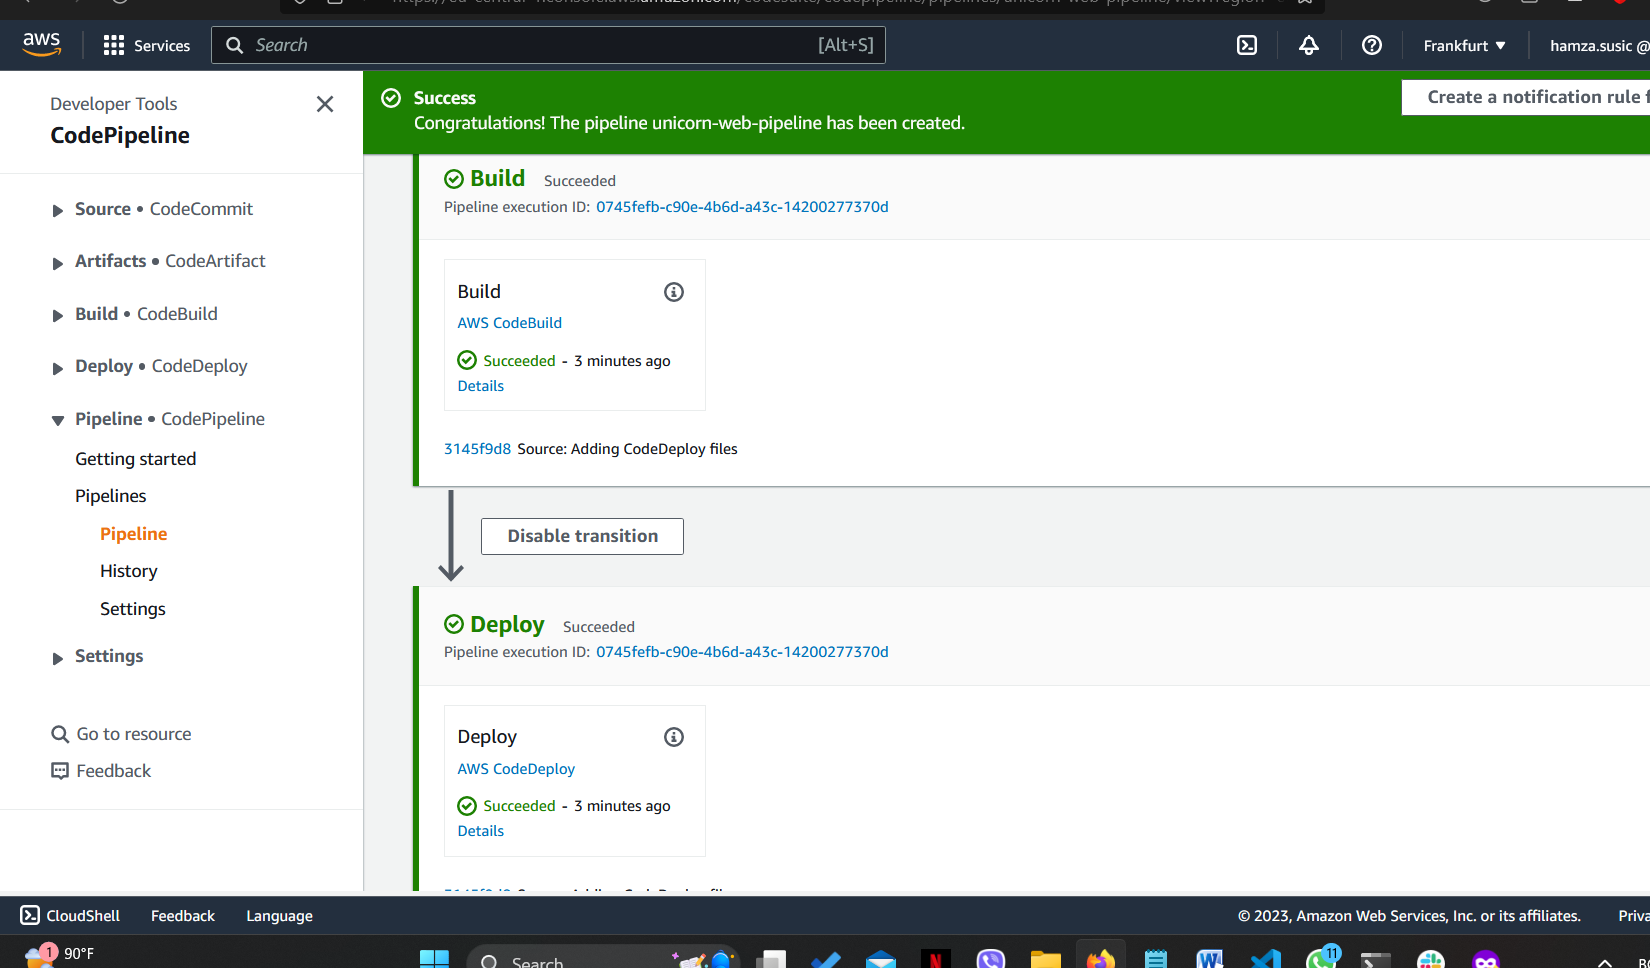 aws
Services
Search
[Alt+S]
Frankfurt
hamza.susic @
Developer Tools
CodePipeline
Source • CodeCommit
Artifacts • CodeArtifact
Build • CodeBuild
Deploy • CodeDeploy
Pipeline • CodePipeline
Getting started
Pipelines
Pipeline
History
Settings
Settings
Go to resource
Feedback
Success
Congratulations! The pipeline unicorn-web-pipeline has been created.
Create a notification rule
Build Succeeded
Pipeline execution ID: 0745fefb-c90e-4b6d-a43c-14200277370d
Build
AWS CodeBuild
Succeeded - 3 minutes ago
Details
3145f9d8 Source: Adding CodeDeploy files
Disable transition
Deploy Succeeded
Pipeline execution ID: 0745fefb-c90e-4b6d-a43c-14200277370d
Deploy
AWS CodeDeploy
Succeeded - 3 minutes ago
Details
CloudShell
Feedback
Language
© 2023, Amazon Web Services, Inc. or its affiliates.
Priva
1
90°F
Search
N
W
11